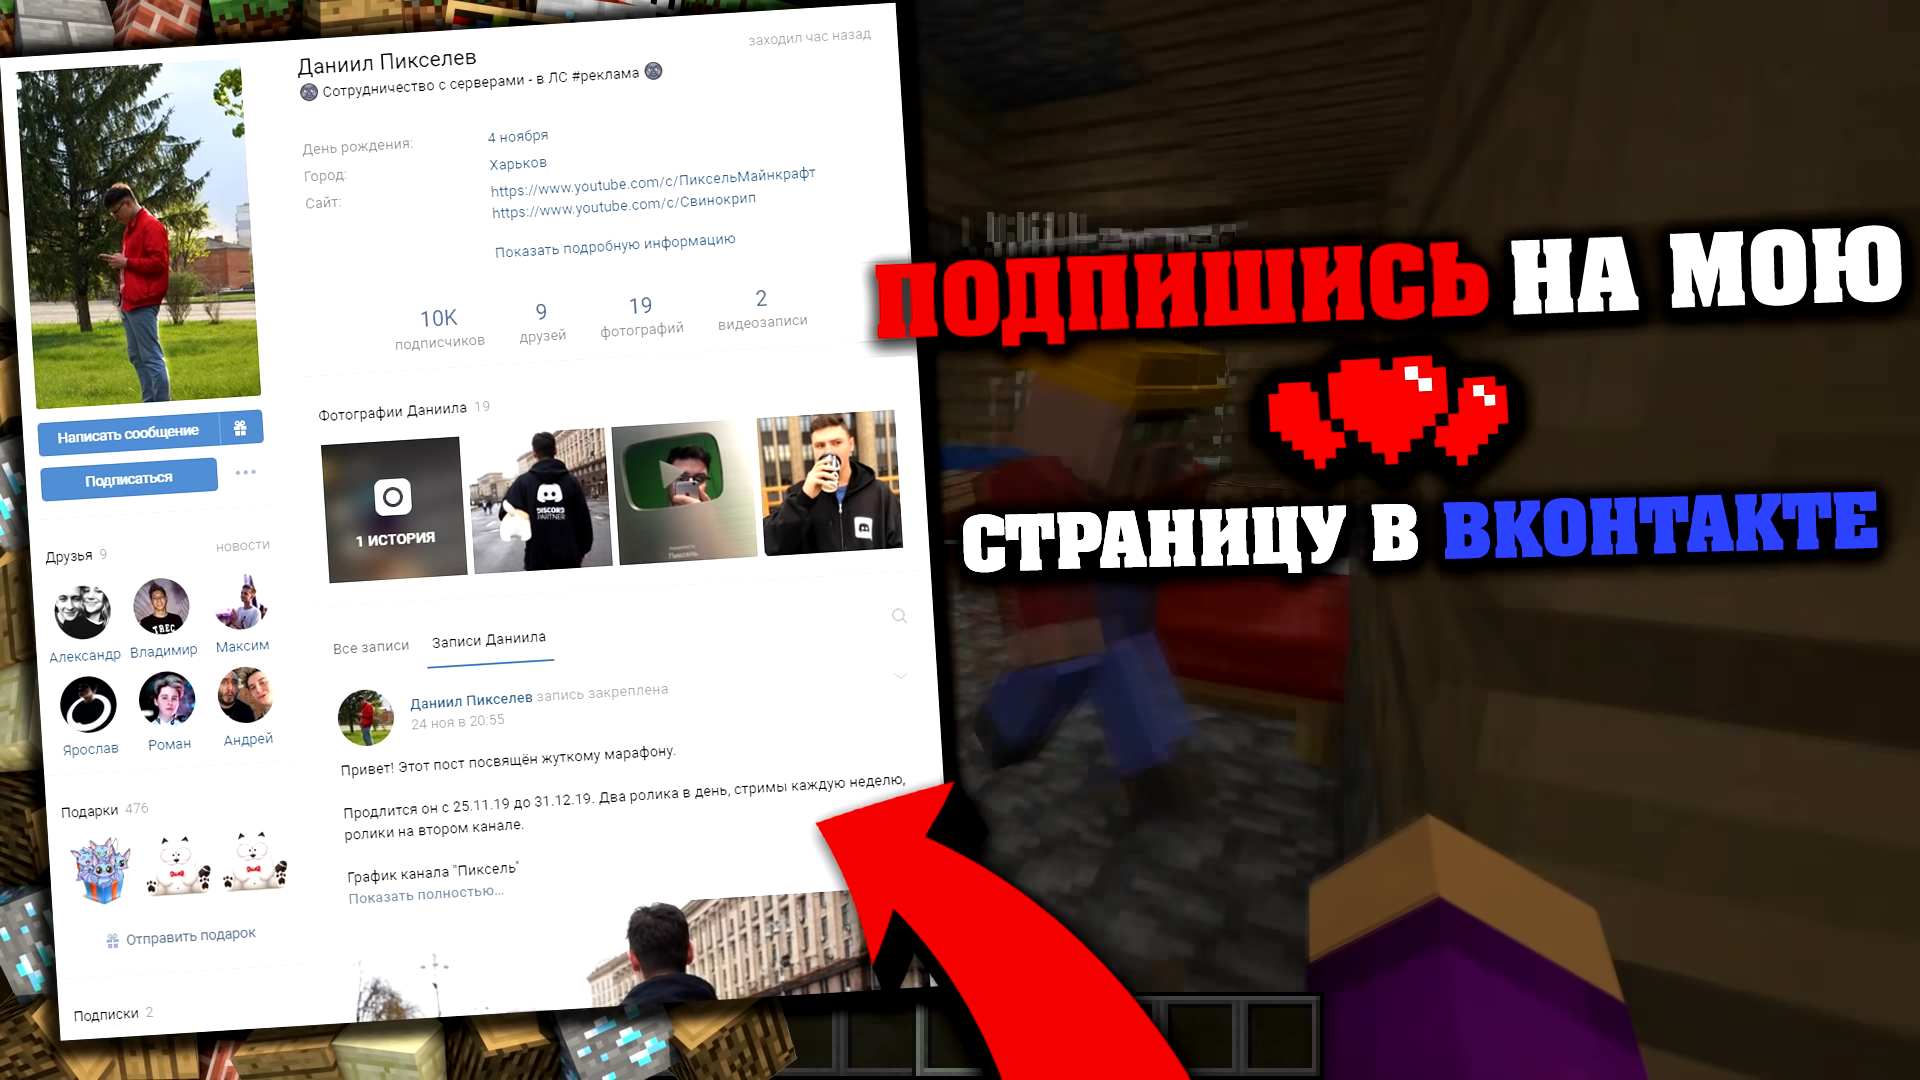 Даниил Пикселев
заходил час назад
Сотрудничество с серверами - в ЛС #реклама
День рождения: 4 ноября
Город: Харьков
Сайт: https://www.youtube.com/c/ПиксельМайнкрафт
https://www.youtube.com/c/Свинокрип
Показать подробную информацию
10K подписчиков
9 друзей
19 фотографий
2 видеозаписи
Написать сообщение
Подписаться
Фотографии Даниила 19
1 ИСТОРИЯ
DISCORD
PARTNER
Пиксель
Друзья 9
новости
TREC
Александр Владимир Максим
Ярослав Роман Андрей
Подарки 476
Отправить подарок
Подписки 2
Все записи Записи Даниила
Даниил Пикселев запись закреплена
24 ноя в 20:55
Привет! Этот пост посвящён жуткому марафону.
Продлится он с 25.11.19 до 31.12.19. Два ролика в день, стримы каждую неделю,
ролики на втором канале.
График канала "Пиксель"
Показать полностью...
ПОДПИШИСЬ НА МОЮ
СТРАНИЦУ В ВКОНТАКТЕ